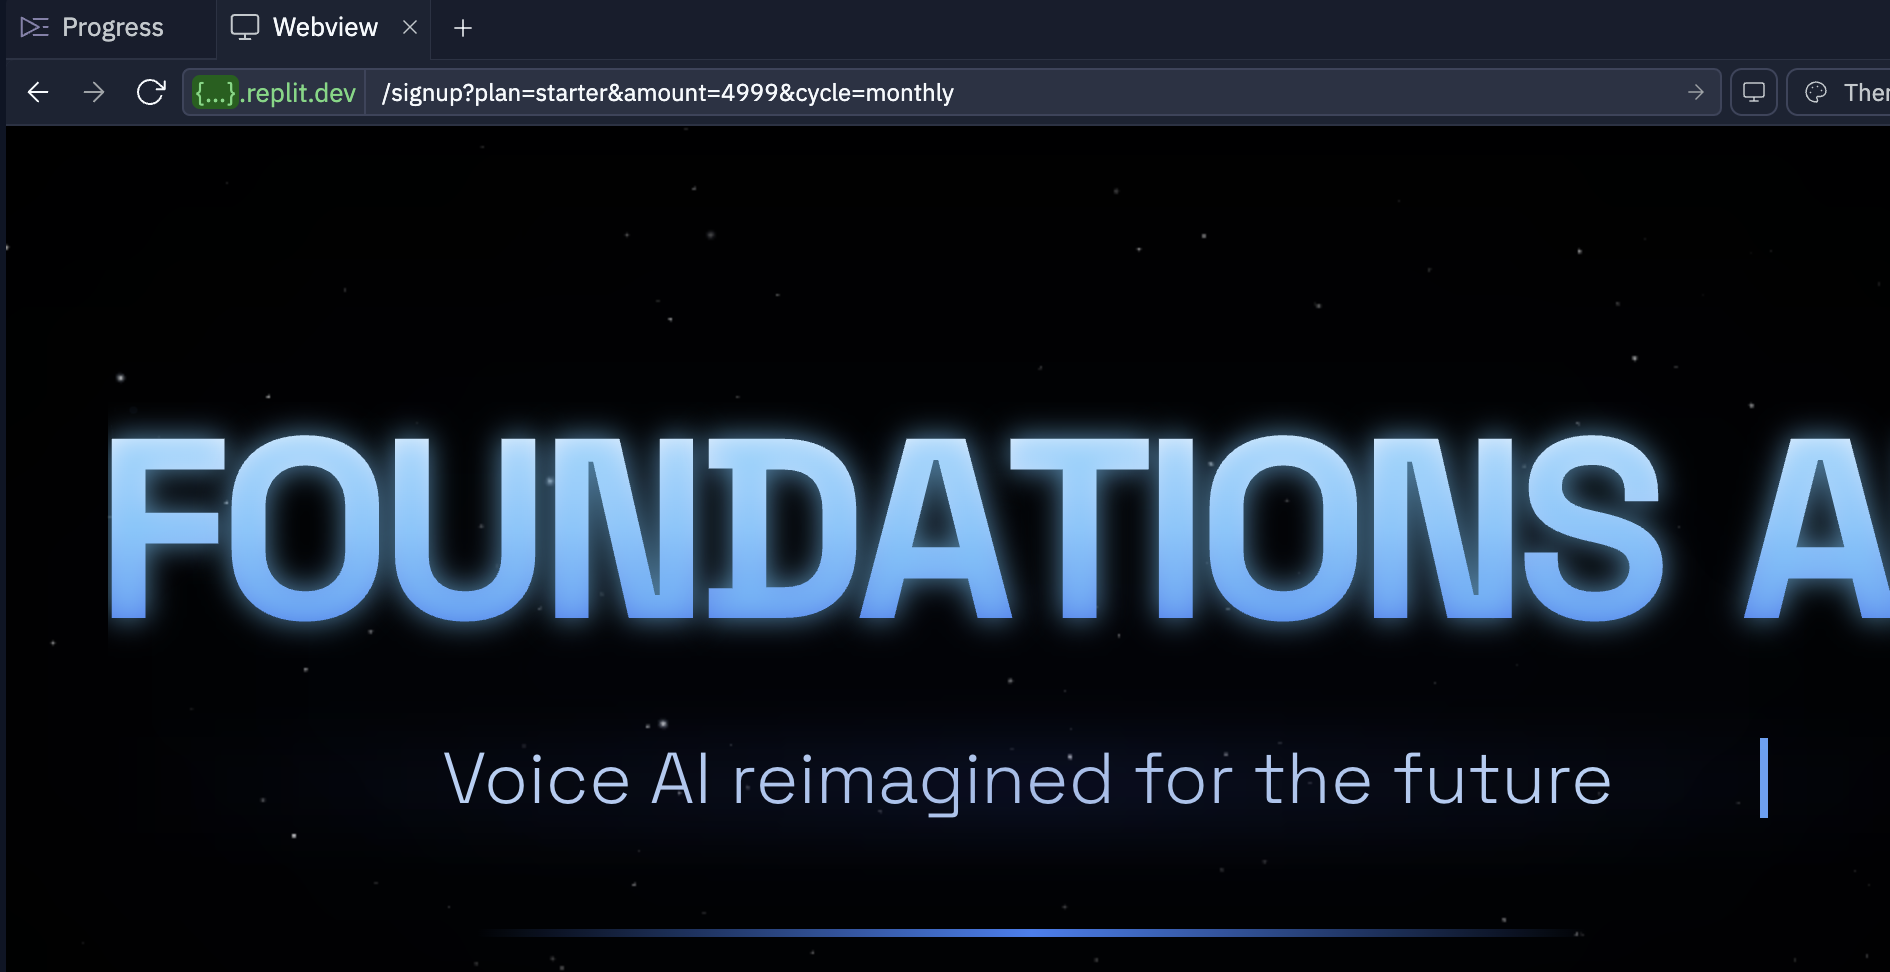 Progress
Webview
{...}.replit.dev
/signup?plan=starter&amount=4999&cycle=monthly
FOUNDATIONS
Voice AI reimagined for the future